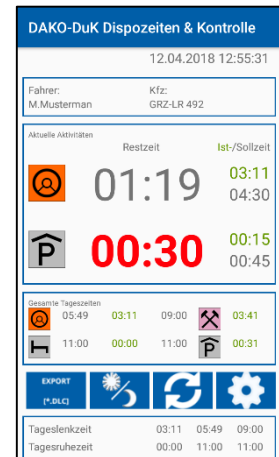 DAKO-DuK Dispozeiten & Kontrolle
12.04.2018 12:55:31
Fahrer: Kfz:
M.Musterman GRZ-LR 492
Aktuelle Aktivitäten
Restzeit Ist-/Sollzeit
01:19 03:11
04:30
P 00:30 00:15
00:45
Gesamte Tageszeiten
05:49 03:11 09:00 03:41
11:00 00:00 11:00 P 00:31
EXPORT
[*.DLC]
Tageslenkzeit 03:11 05:49 09:00
Tagesruhezeit 00:00 11:00 11:00